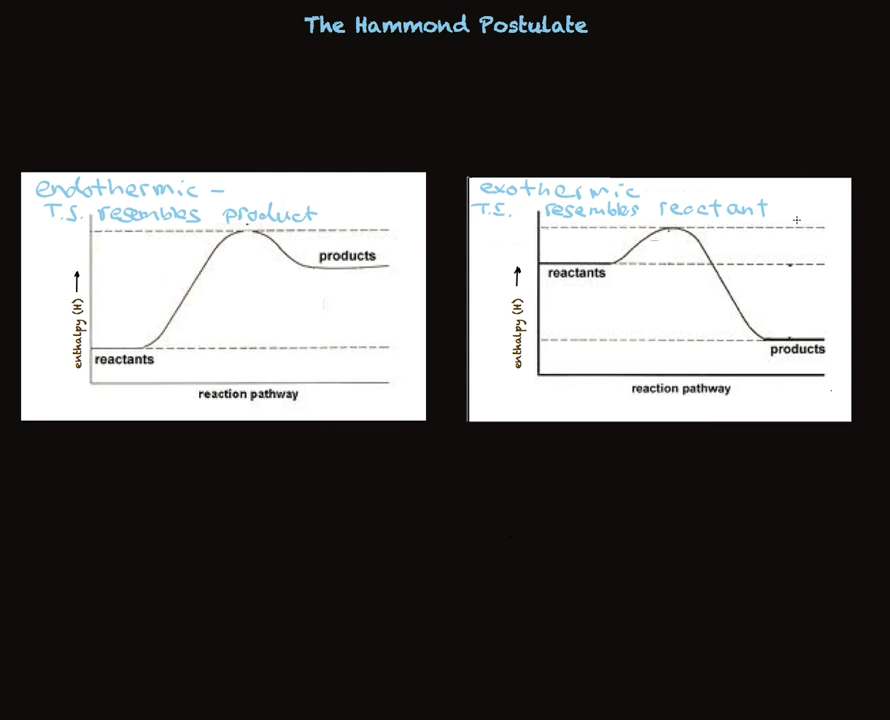 The Hammond Postulate
endothermic –
T.S. resembles product
products
enthalpy (H)
reactants
reaction pathway
exothermic
T.S. resembles reactant
reactants
enthalpy (H)
products
reaction pathway